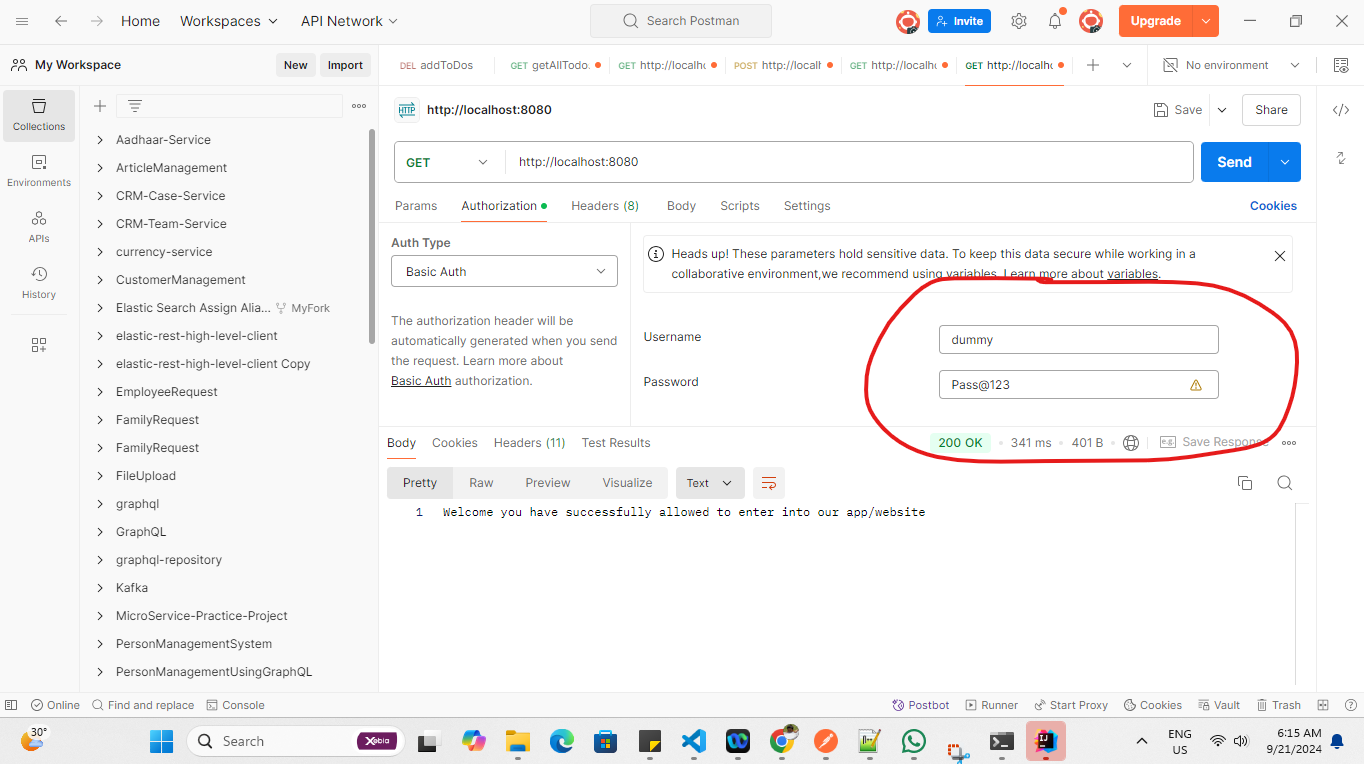 Home
Workspaces
API Network
Search Postman
Invite
Upgrade
My Workspace
New
Import
DEL addToDos
GET getAllTodo.
GET http://localho
POST http://localh
GET http://localho
GET http://localho
No environment
Collections
Environments
APIs
History
Aadhaar-Service
ArticleManagement
CRM-Case-Service
CRM-Team-Service
currency-service
CustomerManagement
Elastic Search Assign Alia... MyFork
elastic-rest-high-level-client
elastic-rest-high-level-client Copy
EmployeeRequest
FamilyRequest
FamilyRequest
FileUpload
graphql
GraphQL
graphql-repository
Kafka
MicroService-Practice-Project
PersonManagementSystem
PersonManagementUsingGraphQL
HTTP http://localhost:8080
Save
Share
GET http://localhost:8080
Send
Params
Authorization
Headers (8)
Body
Scripts
Settings
Cookies
Auth Type
Basic Auth
The authorization header will be
automatically generated when you send
the request. Learn more about
Basic Auth authorization.
Heads up! These parameters hold sensitive data. To keep this data secure while working in a
collaborative environment,we recommend using variables. Learn more about variables.
Username
dummy
Password
Pass@123
Body
Cookies
Headers (11)
Test Results
200 OK
341 ms
401 B
e.g. Save Response
Pretty
Raw
Preview
Visualize
Text
1 Welcome you have successfully allowed to enter into our app/website
Online
Find and replace
Console
Postbot
Runner
Start Proxy
Cookies
Vault
Trash
30°
Search
Xebia
ENG
US
6:15 AM
9/21/2024